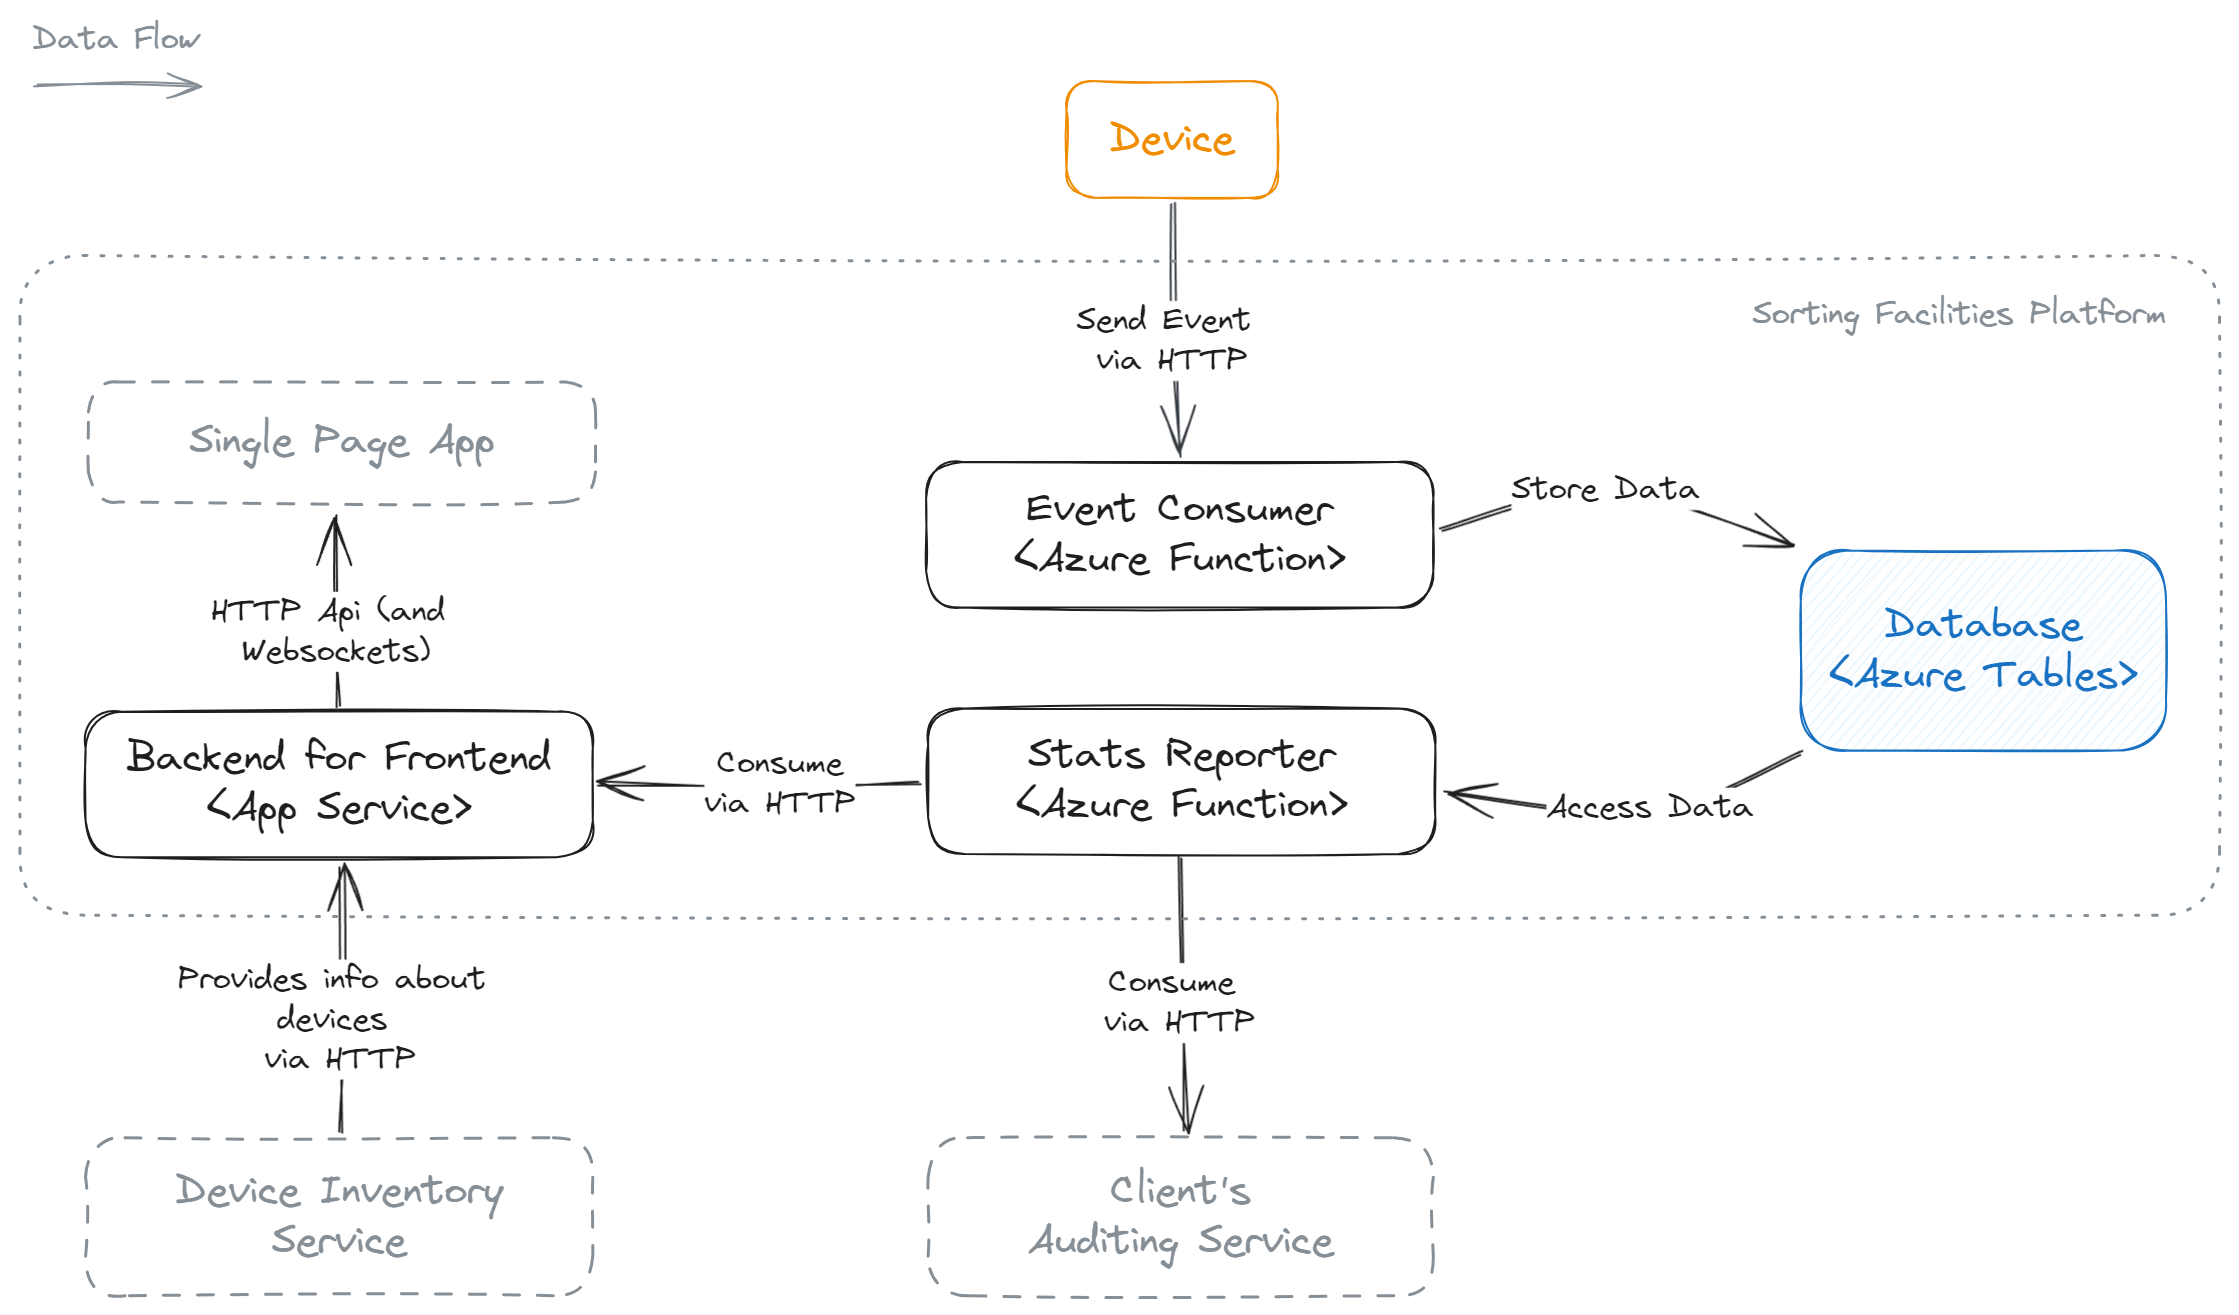 Data Flow
Device
Send Event
via HTTP
Sorting Facilities Platform
Single Page App
Event Consumer
<Azure Function>
Store Data
HTTP Api (and
Websockets)
Database
<Azure Tables>
Backend for Frontend
<App Service>
Consume
via HTTP
Stats Reporter
<Azure Function>
Access Data
Provides info about
devices
via HTTP
Consume
via HTTP
Device Inventory
Service
Client's
Auditing Service